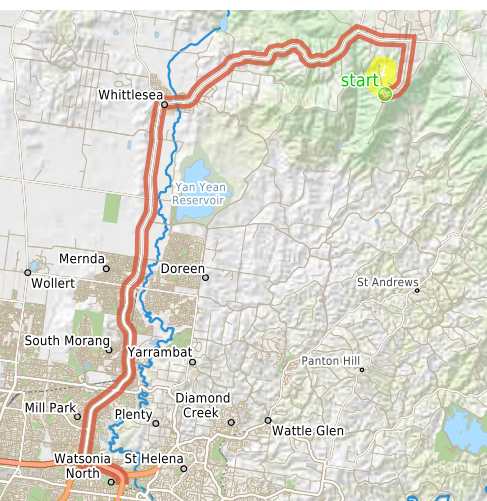 start
Whittlesea
Yan Yean
Reservoir
Mernda
Doreen
Wollert
St Andrews
South Morang
Yarrambat
Panton Hill
Mill Park
Plenty
Diamond
Creek
Wattle Glen
Watsonia
North
St Helena